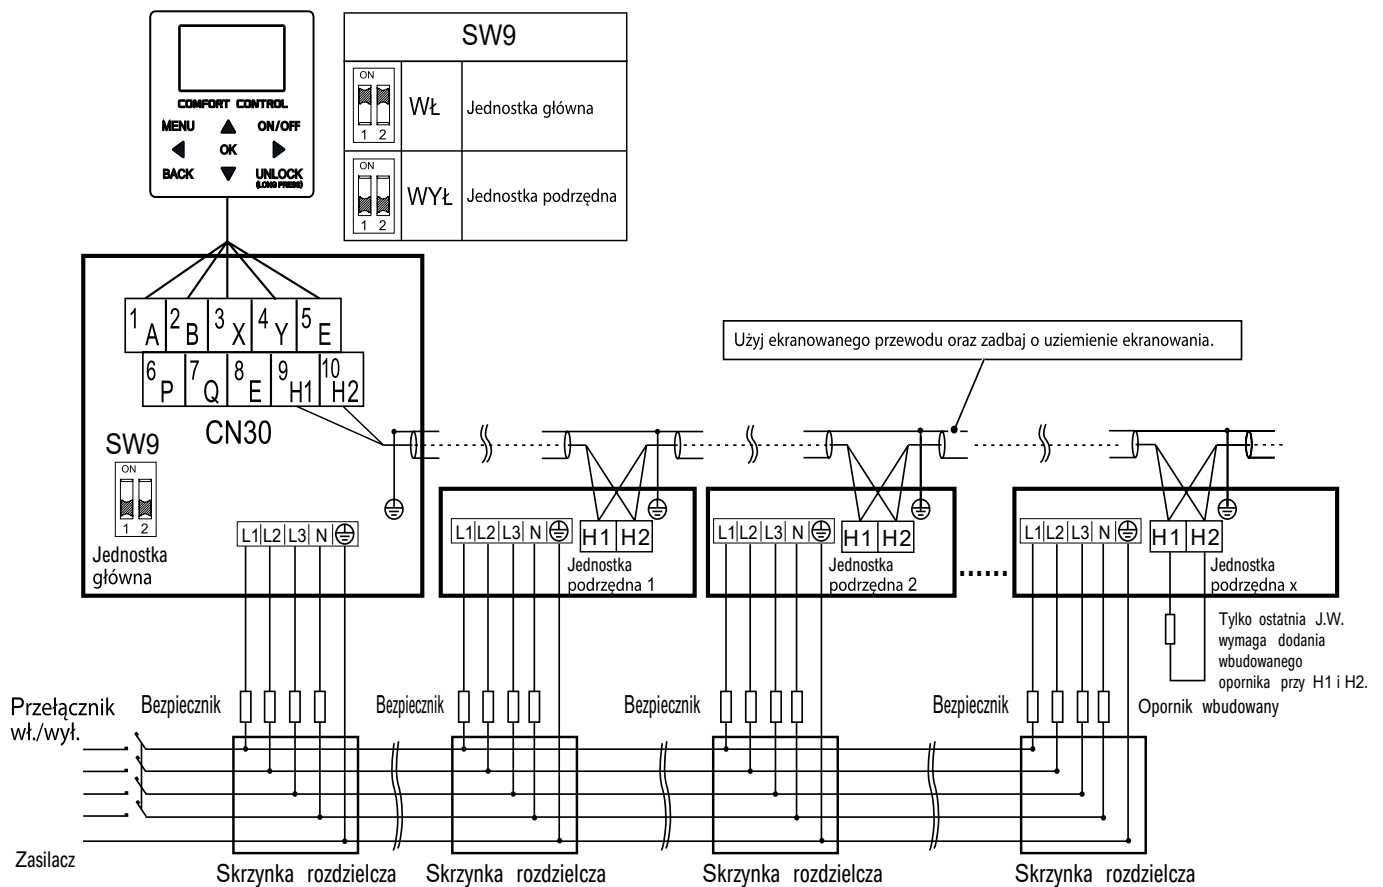 COMFORT CONTROL
MENU ON/OFF
OK
BACK UNLOCK
(LONG PRESS)
SW9
ON
1 2
WŁ
Jednostka główna
ON
1 2
WYŁ
Jednostka podrzędna
1 A 2 B 3 X 4 Y 5 E
6 P 7 Q 8 E 9 H1 10 H2
CN30
SW9
ON
1 2
Jednostka
główna
L1 L2 L3 N
Użyj ekranowanego przewodu oraz zadbaj o uziemienie ekranowania.
L1 L2 L3 N
H1 H2
Jednostka
podrzędna 1
L1 L2 L3 N
H1 H2
Jednostka
podrzędna 2
......
L1 L2 L3 N
H1 H2
Jednostka
podrzędna x
Tylko ostatnia J.W.
wymaga dodania
wbudowanego
opornika przy H1 i H2.
Opornik wbudowany
Przełącznik
wł./wył.
Bezpiecznik
Bezpiecznik
Bezpiecznik
Bezpiecznik
Zasilacz
Skrzynka rozdzielcza
Skrzynka rozdzielcza
Skrzynka rozdzielcza
Skrzynka rozdzielcza